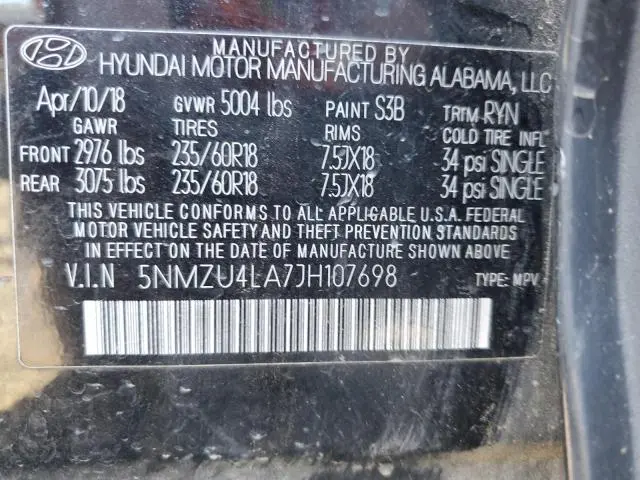 MANUFACTURED BY
HYUNDAI MOTOR MANUFACTURING ALABAMA, LLC
Apr/10/18 GVWR 5004 lbs PAINT S3B TRIM RYN
GAWR TIRES RIMS COLD TIRE INFL
FRONT 2976 lbs 235/60R18 7.5JX18 34 psi SINGLE
REAR 3075 lbs 235/60R18 7.5JX18 34 psi SINGLE
THIS VEHICLE CONFORMS TO ALL APPLICABLE U.S.A. FEDERAL
MOTOR VEHICLE SAFETY AND THEFT PREVENTION STANDARDS
IN EFFECT ON THE DATE OF MANUFACTURE SHOWN ABOVE.
V.I.N 5NMZU4LA7JH107698 TYPE: MPV